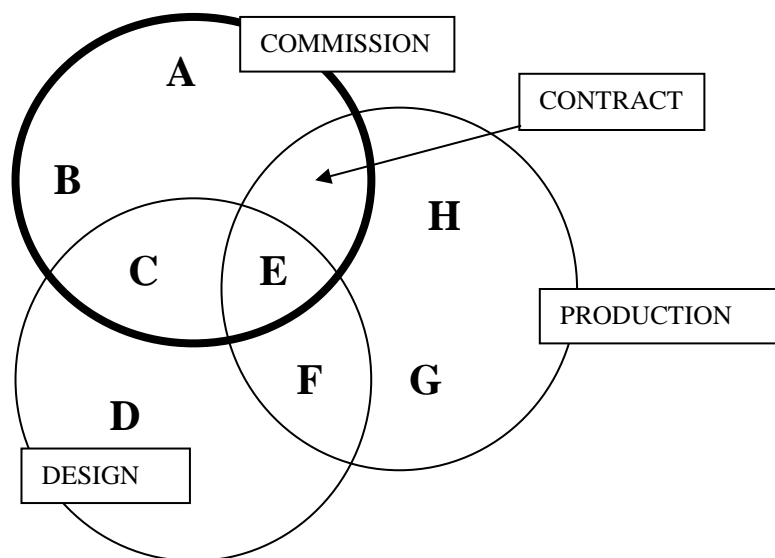 COMMISSION
A
CONTRACT
B
H
C
E
PRODUCTION
F
G
D
DESIGN